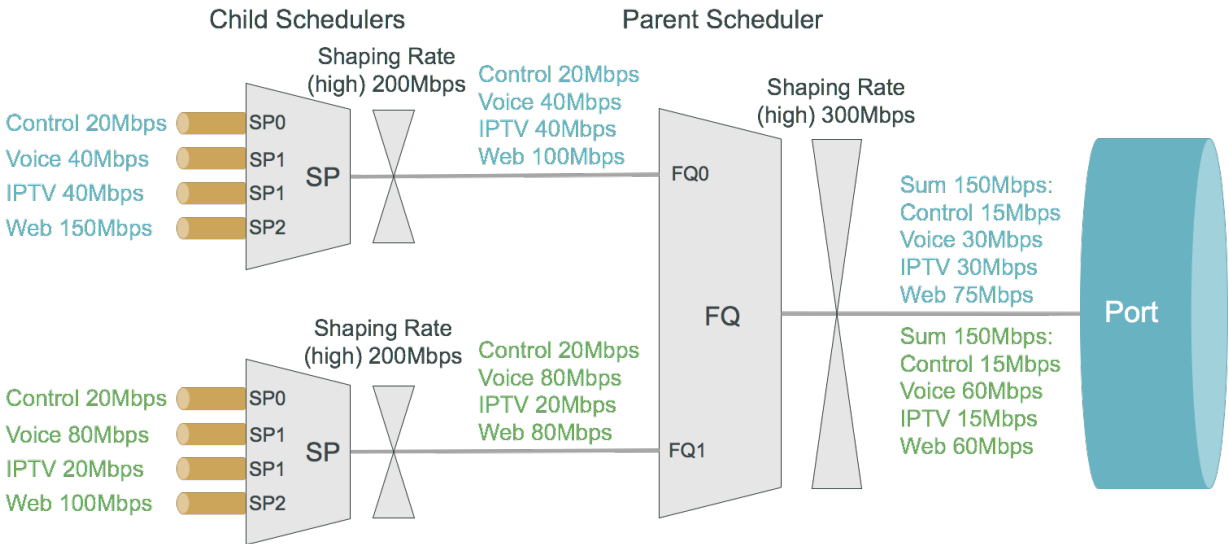 Child Schedulers
Parent Scheduler
Shaping Rate
(high) 200Mbps
Control 20Mbps
Voice 40Mbps
IPTV 40Mbps
Web 150Mbps
SP0
SP1
SP1
SP2
SP
Control 20Mbps
Voice 40Mbps
IPTV 40Mbps
Web 100Mbps
FQ0
Shaping Rate
(high) 300Mbps
Shaping Rate
(high) 200Mbps
Control 20Mbps
Voice 80Mbps
IPTV 20Mbps
Web 100Mbps
SP0
SP1
SP1
SP2
SP
Control 20Mbps
Voice 80Mbps
IPTV 20Mbps
Web 80Mbps
FQ1
FQ
Sum 150Mbps:
Control 15Mbps
Voice 30Mbps
IPTV 30Mbps
Web 75Mbps
Sum 150Mbps:
Control 15Mbps
Voice 60Mbps
IPTV 15Mbps
Web 60Mbps
Port